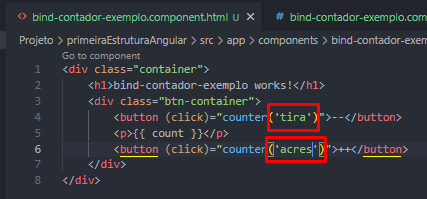 bind-contador-exemplo.component.html U
bind-contador-exemplo.com
Projeto > primeiraEstruturaAngular > src > app > components > bind-contador-exem
Go to component
1 <div class="container">
2 <h1>bind-contador-exemplo works!</h1>
3 <div class="btn-container">
4 <button (click)="counter('tira')">--</button>
5 <p>{{ count }}</p>
6 <button (click)="counter('acres')">++</button>
7 </div>
8 </div>